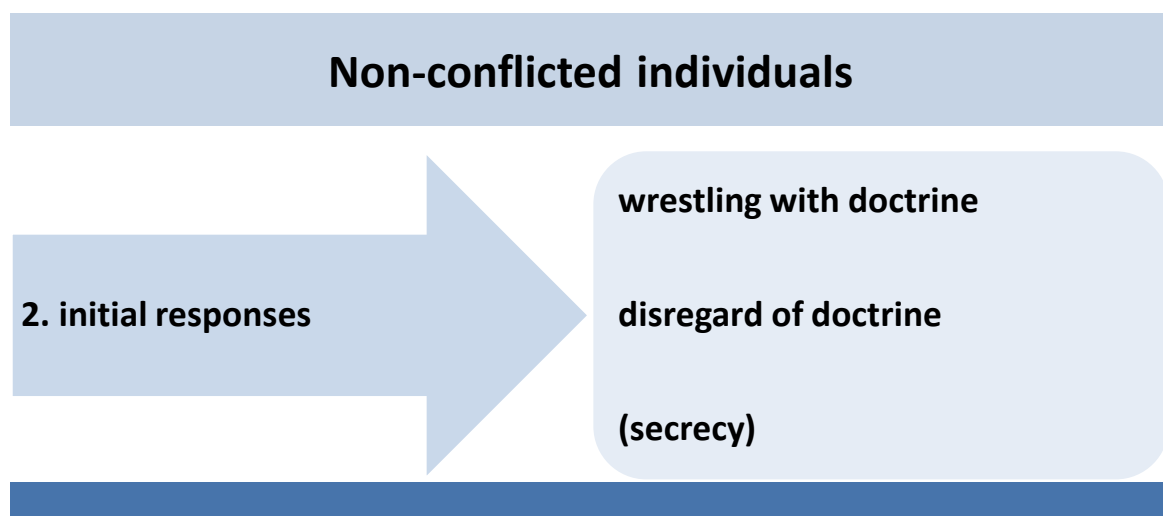 Non-conflicted individuals
wrestling with doctrine
2. initial responses
disregard of doctrine
(secrecy)